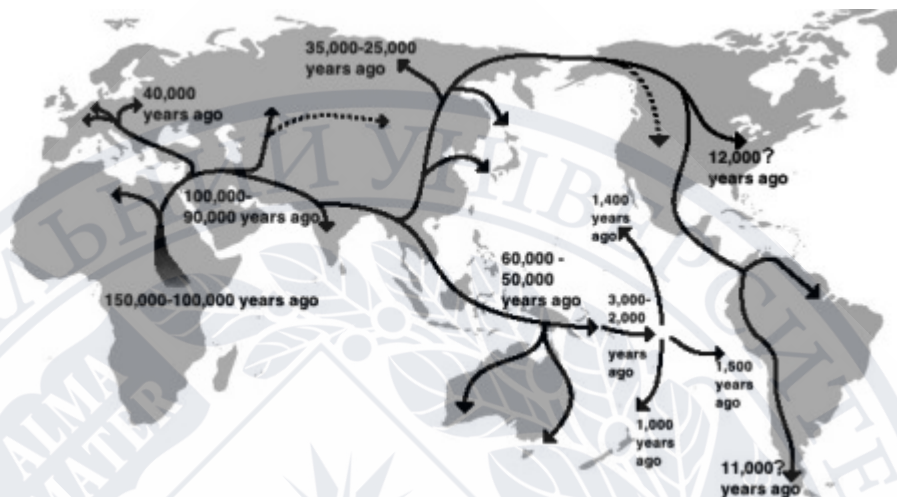 35,000-25,000
years ago
40,000
years ago
12,000?
years ago
100,000-
90,000 years ago
1,400
years
ago
60,000 -
50,000
years ago
150,000-100,000 years ago
3,000-
2,000
years
ago
1,500
years
ago
1,000
years
ago
11,000?
years ago
ALMA
MATER